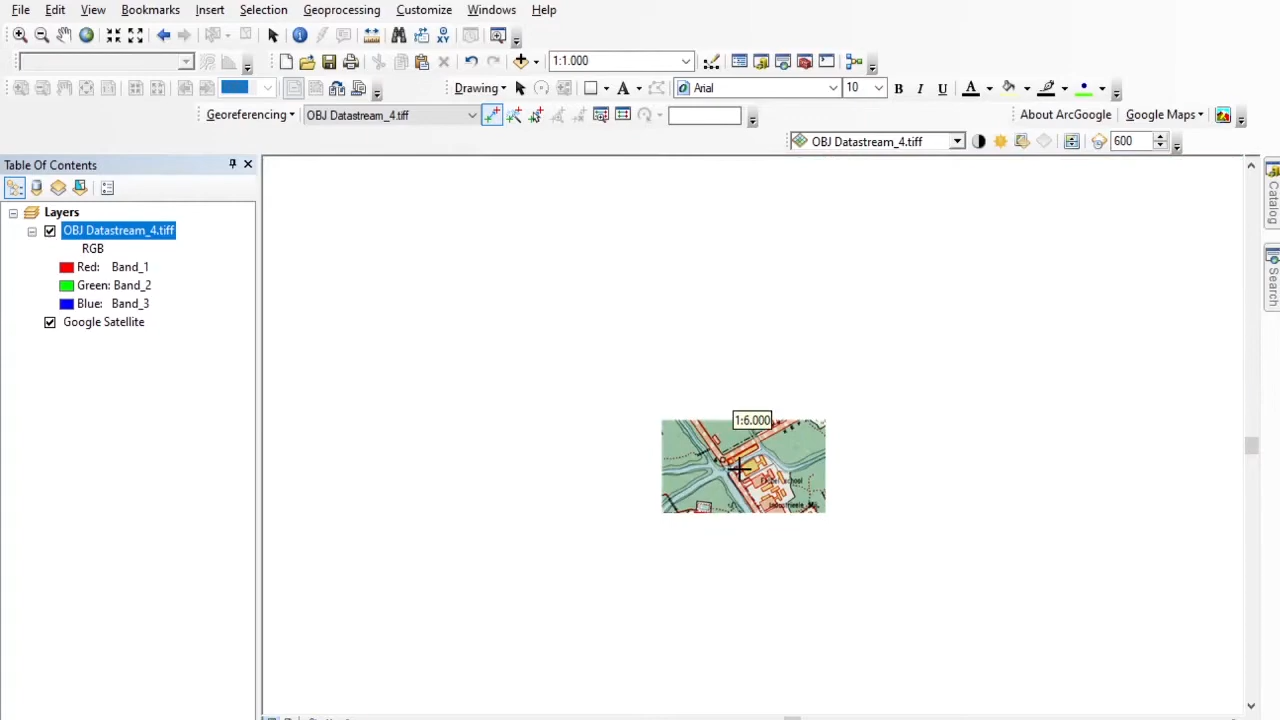 File Edit View Bookmarks Insert Selection Geoprocessing Customize Windows Help
1:1.000
Drawing Arial 10 B I U A
Georeferencing OBJ Datastream_4.tiff About ArcGoogle Google Maps
OBJ Datastream_4.tiff 600
Table Of Contents
Layers
OBJ Datastream_4.tiff
RGB
Red: Band_1
Green: Band_2
Blue: Band_3
Google Satellite
1:6.000
school
Catalog
Search